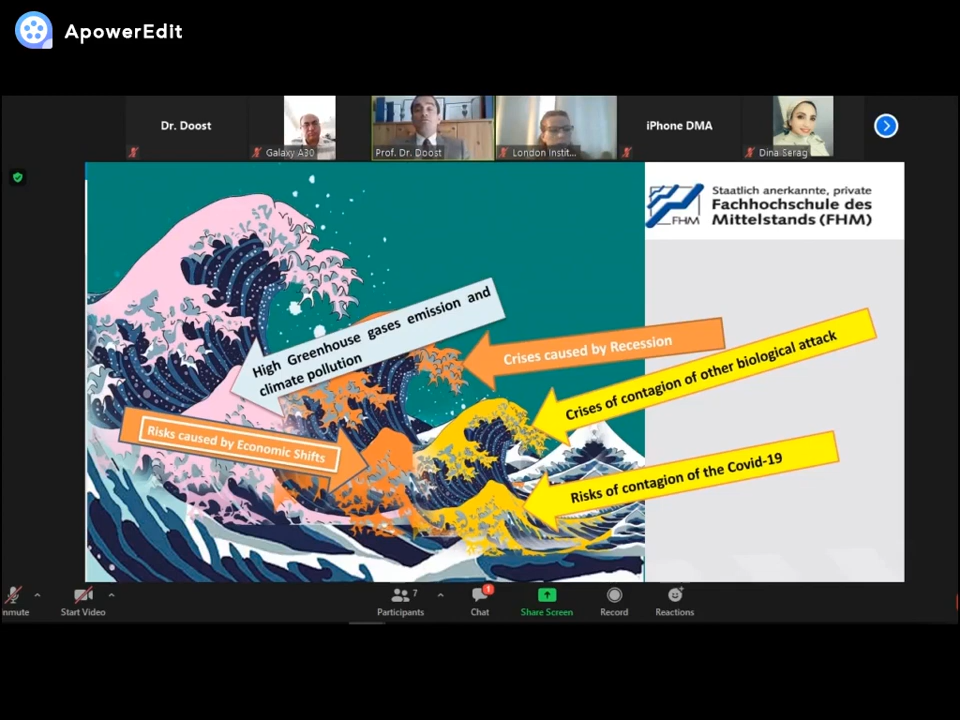 ApowerEdit
Dr. Doost
Galaxy A30
Prof. Dr. Doost
London Instit...
iPhone DMA
Dina Serag
Staatlich anerkannte, private
Fachhochschule des
Mittelstands (FHM)
FHM
High Greenhouse gases emission and
climate pollution
Crises caused by Recession
Crises of contagion of other biological attack
Risks caused by Economic Shifts
Risks of contagion of the Covid-19
nmute
Start Video
7
Participants
1
Chat
Share Screen
Record
Reactions